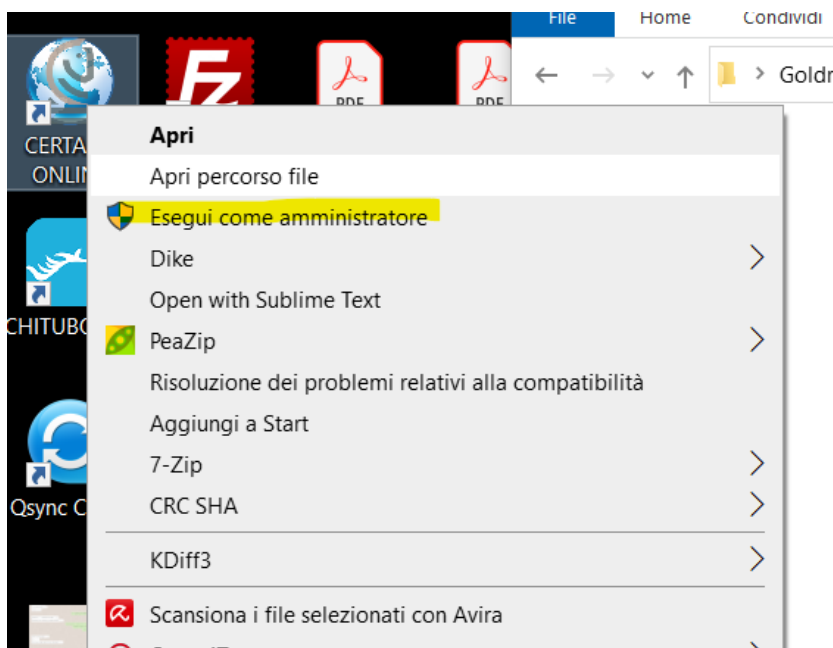 File Home Condividi
Goldr
Fz
PDF
PDF
CERTA
ONLIN
CHITUBO
Qsync C
Apri
Apri percorso file
Esegui come amministratore
Dike
Open with Sublime Text
PeaZip
Risoluzione dei problemi relativi alla compatibilità
Aggiungi a Start
7-Zip
CRC SHA
KDiff3
Scansiona i file selezionati con Avira